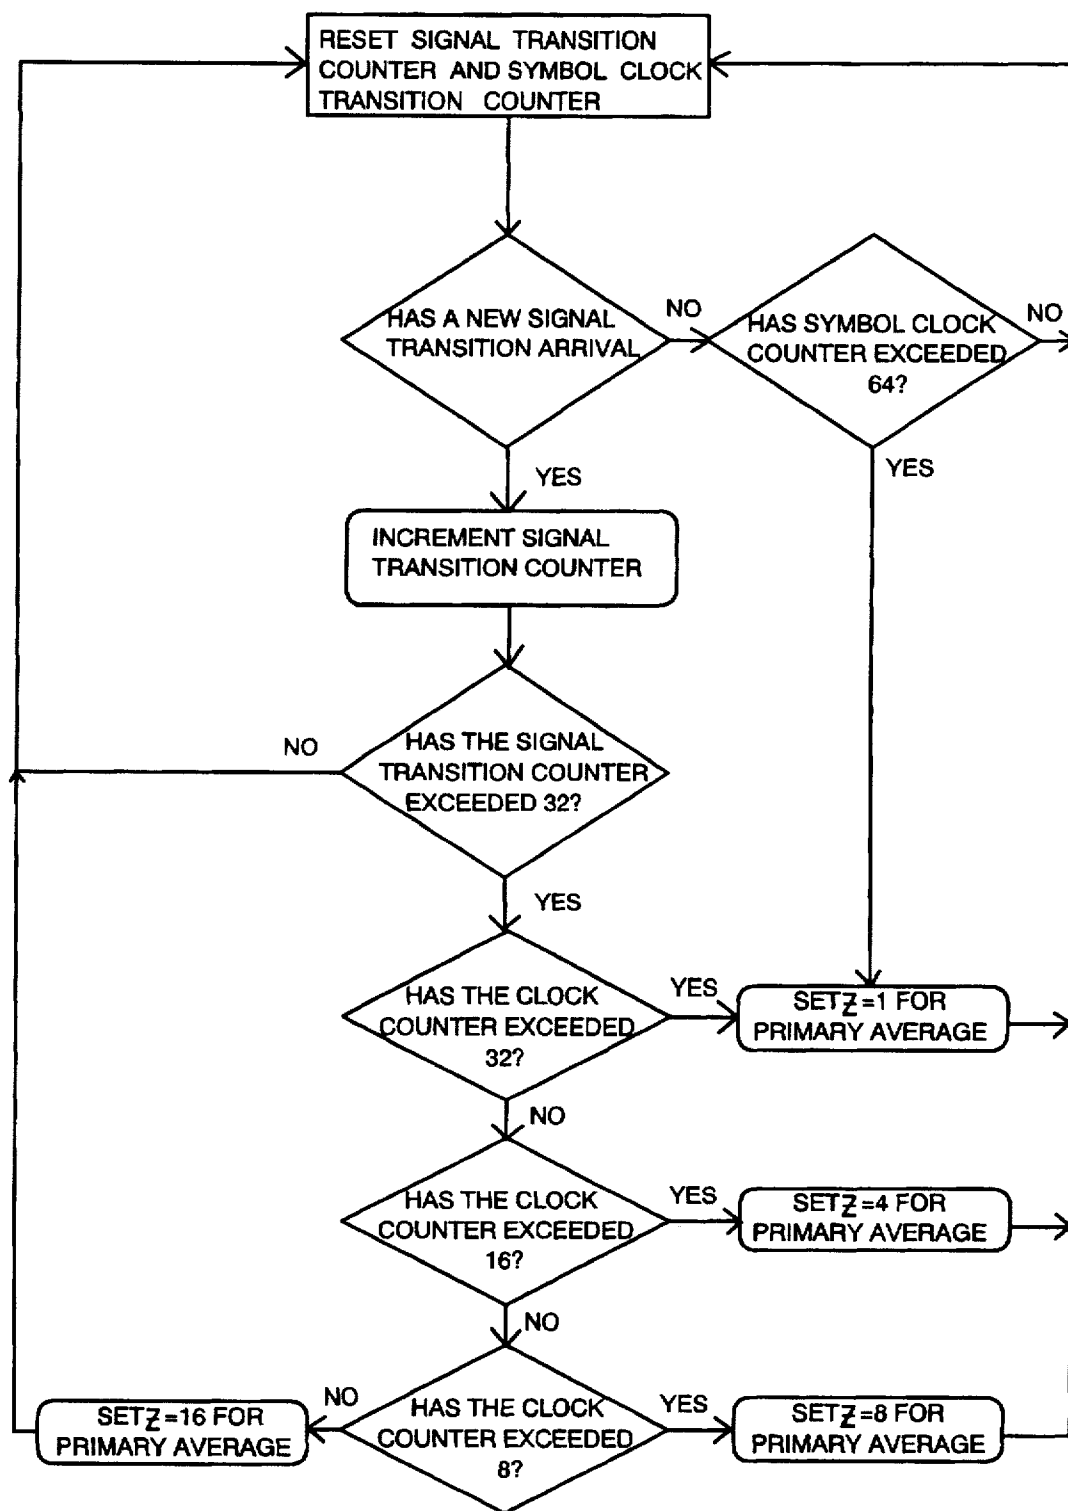 RESET SIGNAL TRANSITION
COUNTER AND SYMBOL CLOCK
TRANSITION COUNTER
HAS A NEW SIGNAL
TRANSITION ARRIVAL
NO
HAS SYMBOL CLOCK
COUNTER EXCEEDED
64?
NO
YES
YES
INCREMENT SIGNAL
TRANSITION COUNTER
NO
HAS THE SIGNAL
TRANSITION COUNTER
EXCEEDED 32?
YES
HAS THE CLOCK
COUNTER EXCEEDED
32?
YES
SET Z=1 FOR
PRIMARY AVERAGE
NO
HAS THE CLOCK
COUNTER EXCEEDED
16?
YES
SET Z=4 FOR
PRIMARY AVERAGE
NO
SET Z=16 FOR
PRIMARY AVERAGE
NO
HAS THE CLOCK
COUNTER EXCEEDED
8?
YES
SET Z=8 FOR
PRIMARY AVERAGE